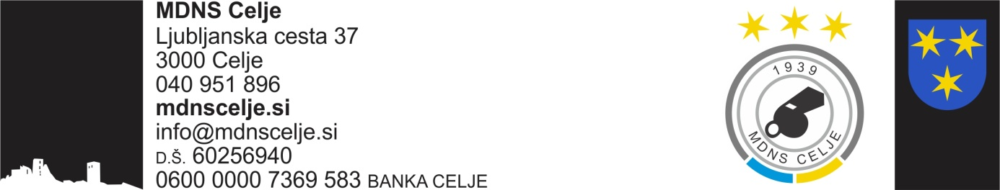 MDNS Celje
Ljubljanska cesta 37
3000 Celje
040 951 896
mdnscelje.si
info@mdnscelje.si
D.Š. 60256940
0600 0000 7369 583 BANKA CELJE
1939
MDNS CELJE